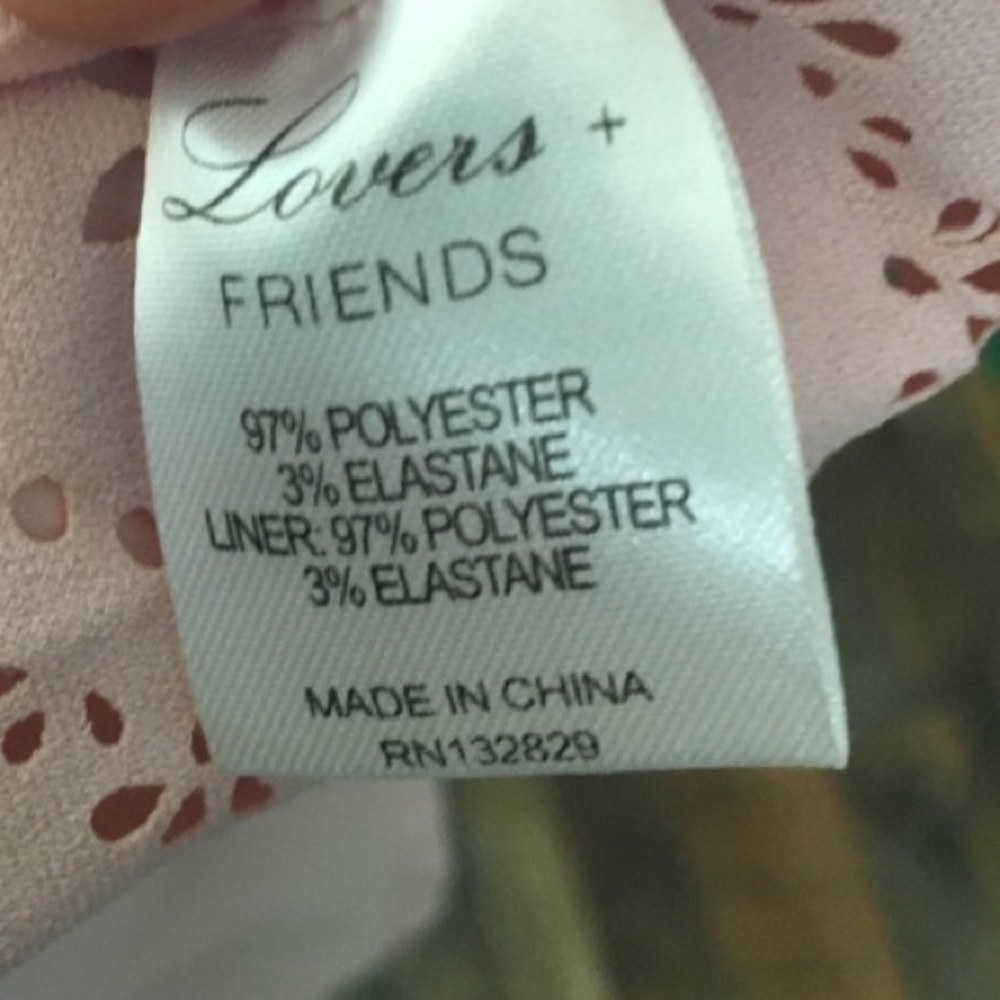 Lovers +
FRIENDS
97% POLYESTER
3% ELASTANE
LINER: 97% POLYESTER
3% ELASTANE
MADE IN CHINA
RN132829